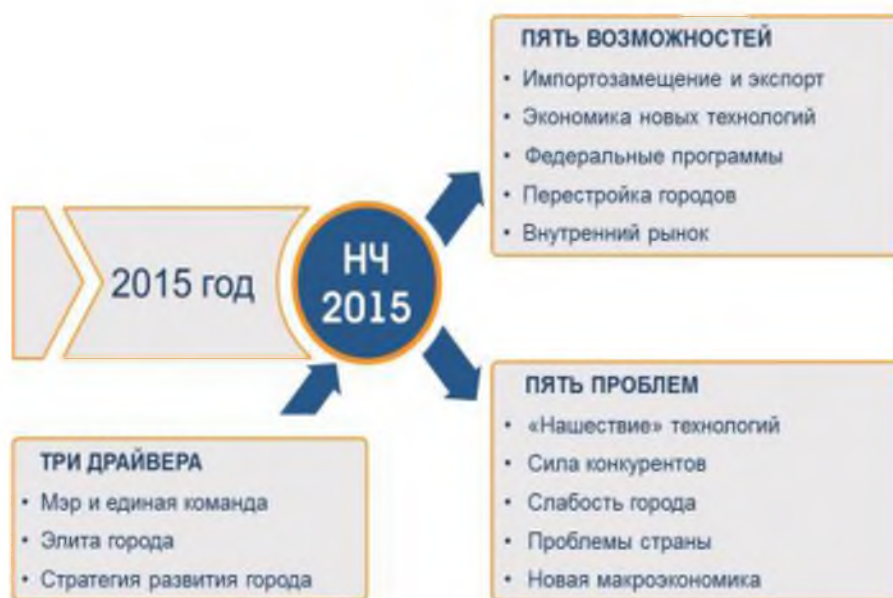 ПЯТЬ ВОЗМОЖНОСТЕЙ
• Импортозамещение и экспорт
• Экономика новых технологий
• Федеральные программы
• Перестройка городов
• Внутренний рынок
2015 год
НЧ
2015
ТРИ ДРАЙВЕРА
• Мэр и единая команда
• Элита города
• Стратегия развития города
ПЯТЬ ПРОБЛЕМ
• «Нашествие» технологий
• Сила конкурентов
• Слабость города
• Проблемы страны
• Новая макроэкономика